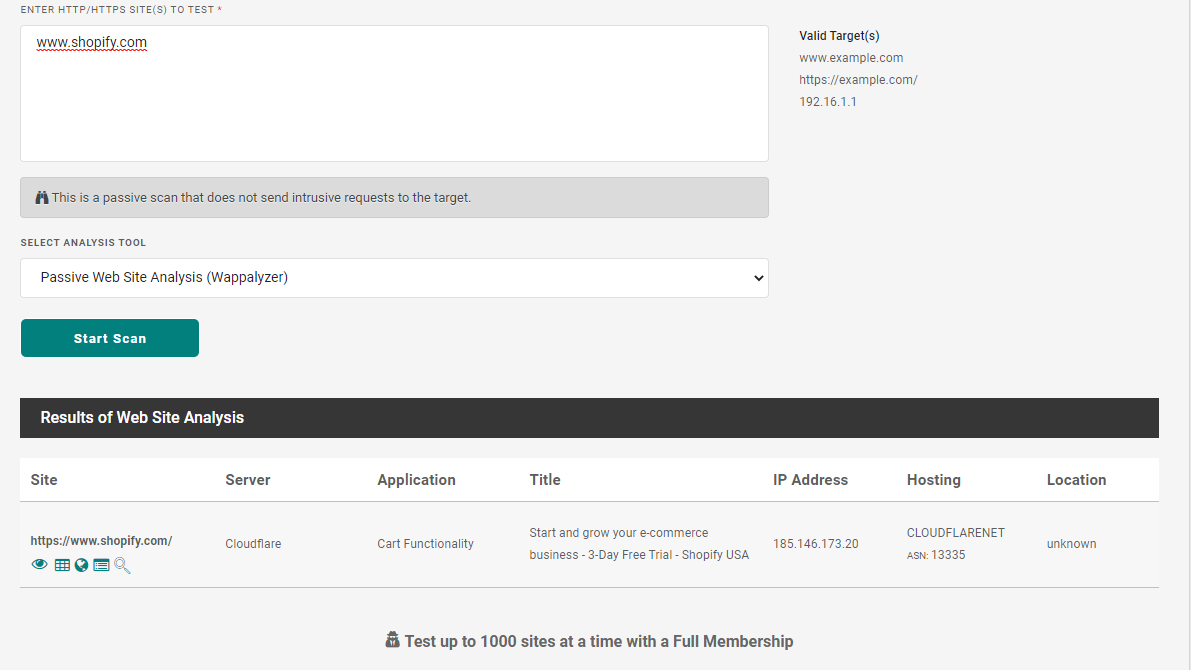 ENTER HTTP/HTTPS SITE(S) TO TEST *
www.shopify.com
Valid Target(s)
www.example.com
https://example.com/
192.16.1.1
This is a passive scan that does not send intrusive requests to the target.
SELECT ANALYSIS TOOL
Passive Web Site Analysis (Wappalyzer)
Start Scan
Results of Web Site Analysis
Site Server Application Title IP Address Hosting Location
https://www.shopify.com/
Cloudflare
Cart Functionality
Start and grow your e-commerce
business - 3-Day Free Trial - Shopify USA
185.146.173.20
CLOUDFLARENET
ASN: 13335
unknown
Test up to 1000 sites at a time with a Full Membership